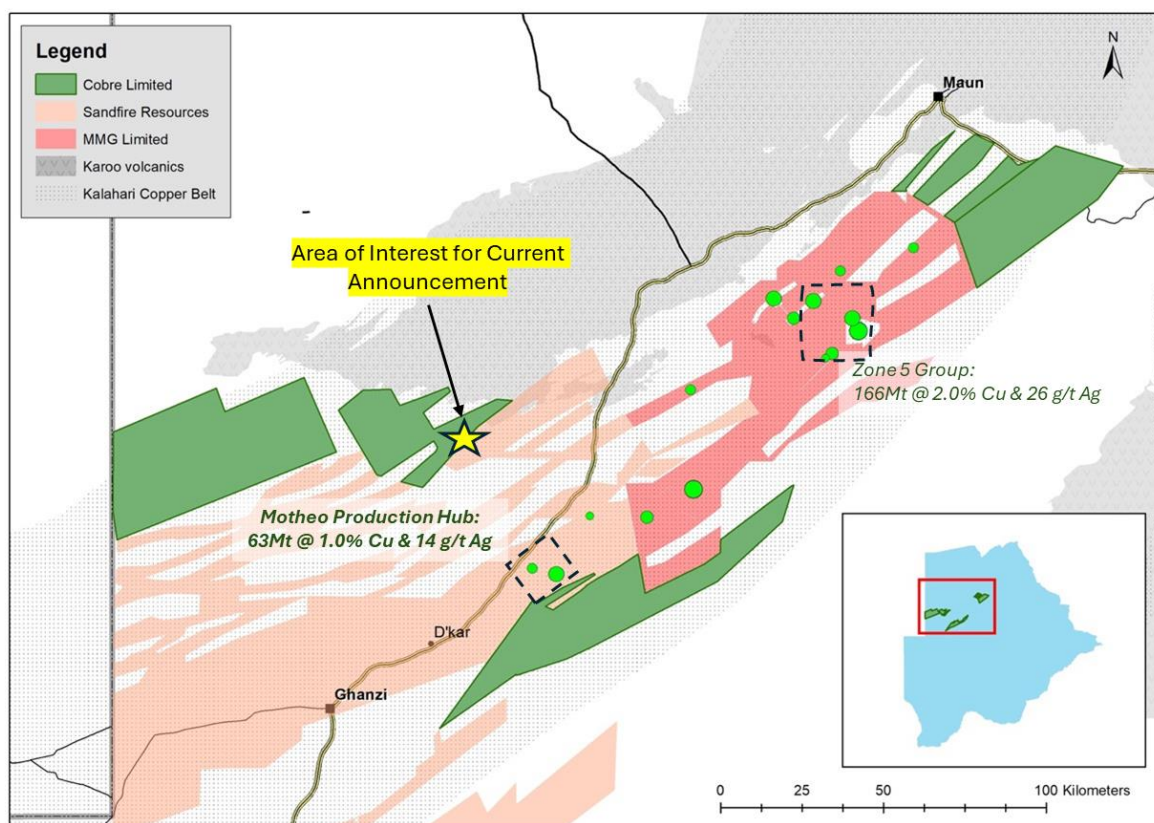 Legend
Cobre Limited
Sandfire Resources
MMG Limited
Karoo volcanics
Kalahari Copper Belt
N
Maun
Area of Interest for Current
Announcement
Zone 5 Group:
166Mt @ 2.0% Cu & 26 g/t Ag
Motheo Production Hub:
63Mt @ 1.0% Cu & 14 g/t Ag
D'kar
Ghanzi
0 25 50 100 Kilometers